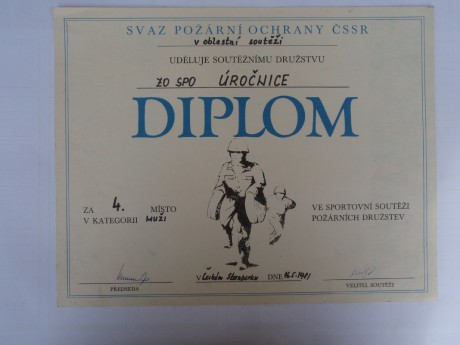 SVAZ POŽÁRNÍ OCHRANY ČSSR
v oblastní soutěži
UDĚLUJE SOUTĚŽNÍMU DRUŽSTVU
ZO SPO ÚROČNICE
DIPLOM
ZA 4. MÍSTO
V KATEGORII MUŽI
VE SPORTOVNÍ SOUTĚŽI
POŽÁRNÍCH DRUŽSTEV
V Českém DNE
PŘEDSEDA
VELITEL SOUTĚŽE